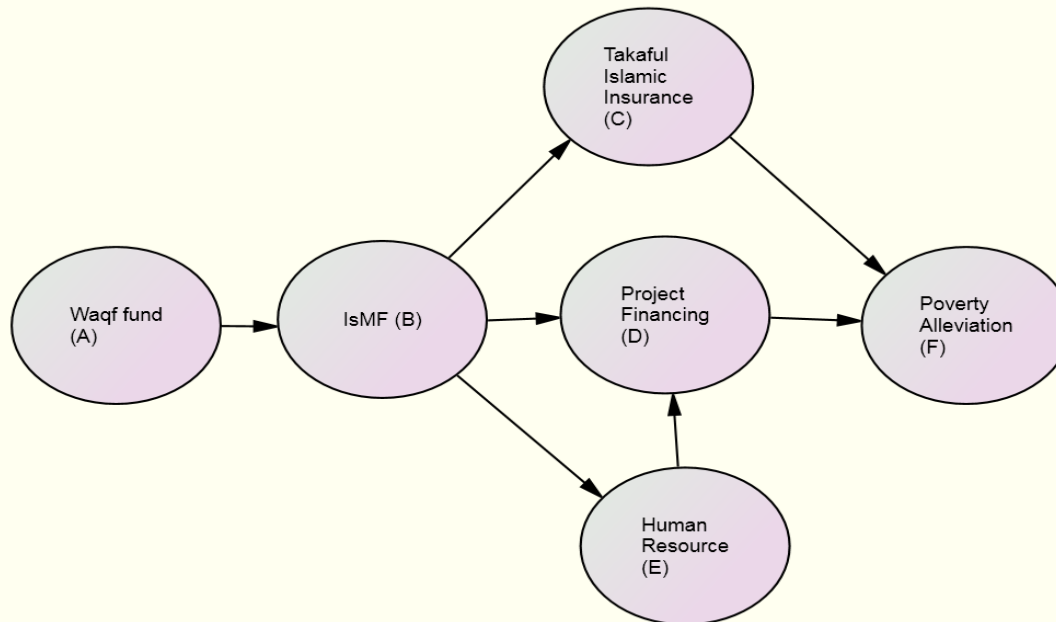 Takaful
Islamic
Insurance
(C)
Waqf fund
(A)
IsMF (B)
Project
Financing
(D)
Poverty
Alleviation
(F)
Human
Resource
(E)